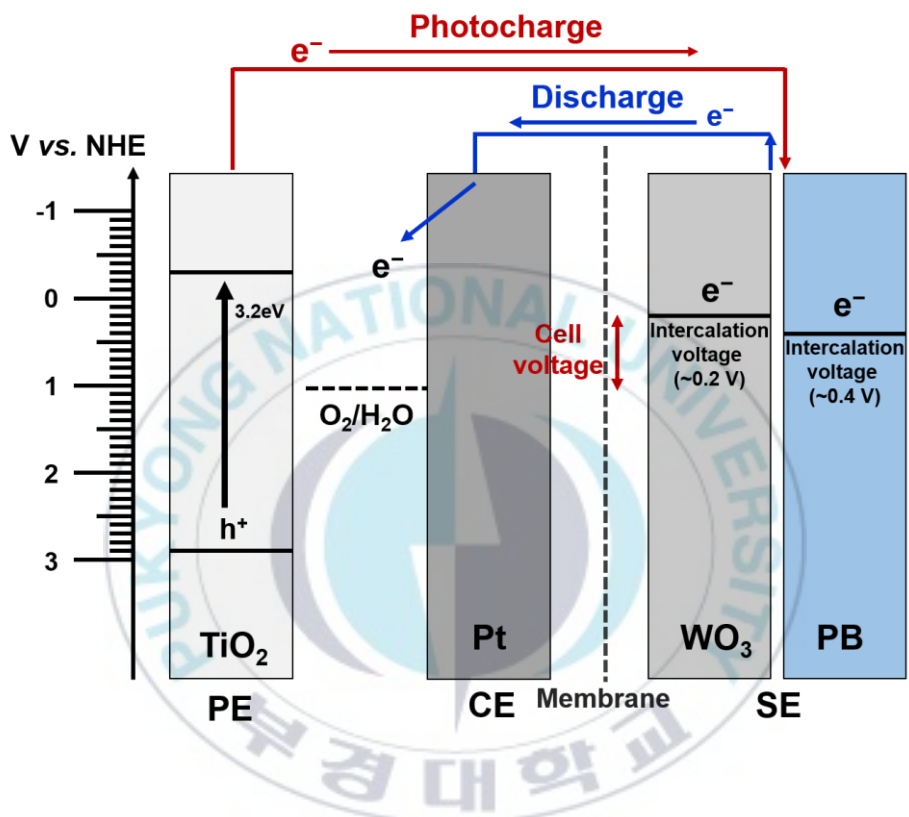 Photocharge
e⁻
Discharge
e⁻
V vs. NHE
-1
0
1
2
3
3.2eV
h⁺
TiO₂
PE
e⁻
O₂/H₂O
Pt
CE
Cell
voltage
Membrane
e⁻
Intercalation
voltage
(~0.2 V)
WO₃
e⁻
Intercalation
voltage
(~0.4 V)
PB
SE
PUKYONG NATIONAL UNIVERSITY
부경대학교